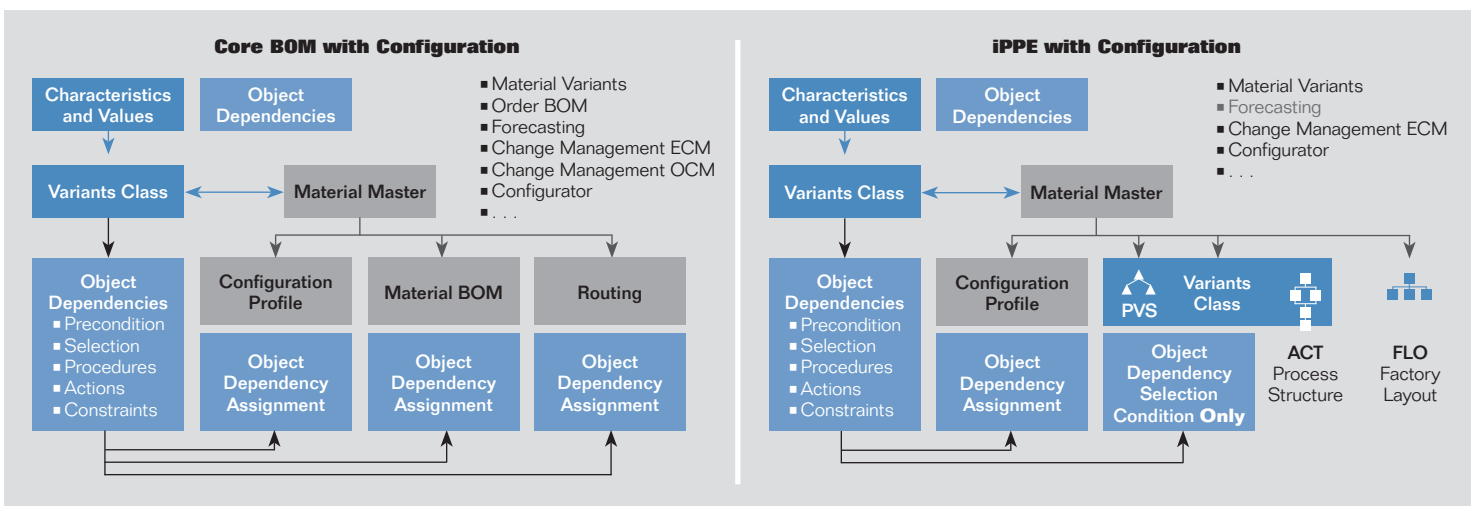 Core BOM with Configuration
Characteristics
and Values
Object
Dependencies
■ Material Variants
■ Order BOM
■ Forecasting
■ Change Management ECM
■ Change Management OCM
■ Configurator
■ . . .
Variants Class
Material Master
Object
Dependencies
■ Precondition
■ Selection
■ Procedures
■ Actions
■ Constraints
Configuration
Profile
Material BOM
Routing
Object
Dependency
Assignment
Object
Dependency
Assignment
Object
Dependency
Assignment
iPPE with Configuration
Characteristics
and Values
Object
Dependencies
■ Material Variants
■ Forecasting
■ Change Management ECM
■ Configurator
■ . . .
Variants Class
Material Master
Object
Dependencies
■ Precondition
■ Selection
■ Procedures
■ Actions
■ Constraints
Configuration
Profile
PVS
Variants
Class
Object
Dependency
Assignment
Object
Dependency
Selection
Condition Only
ACT
Process
Structure
FLO
Factory
Layout